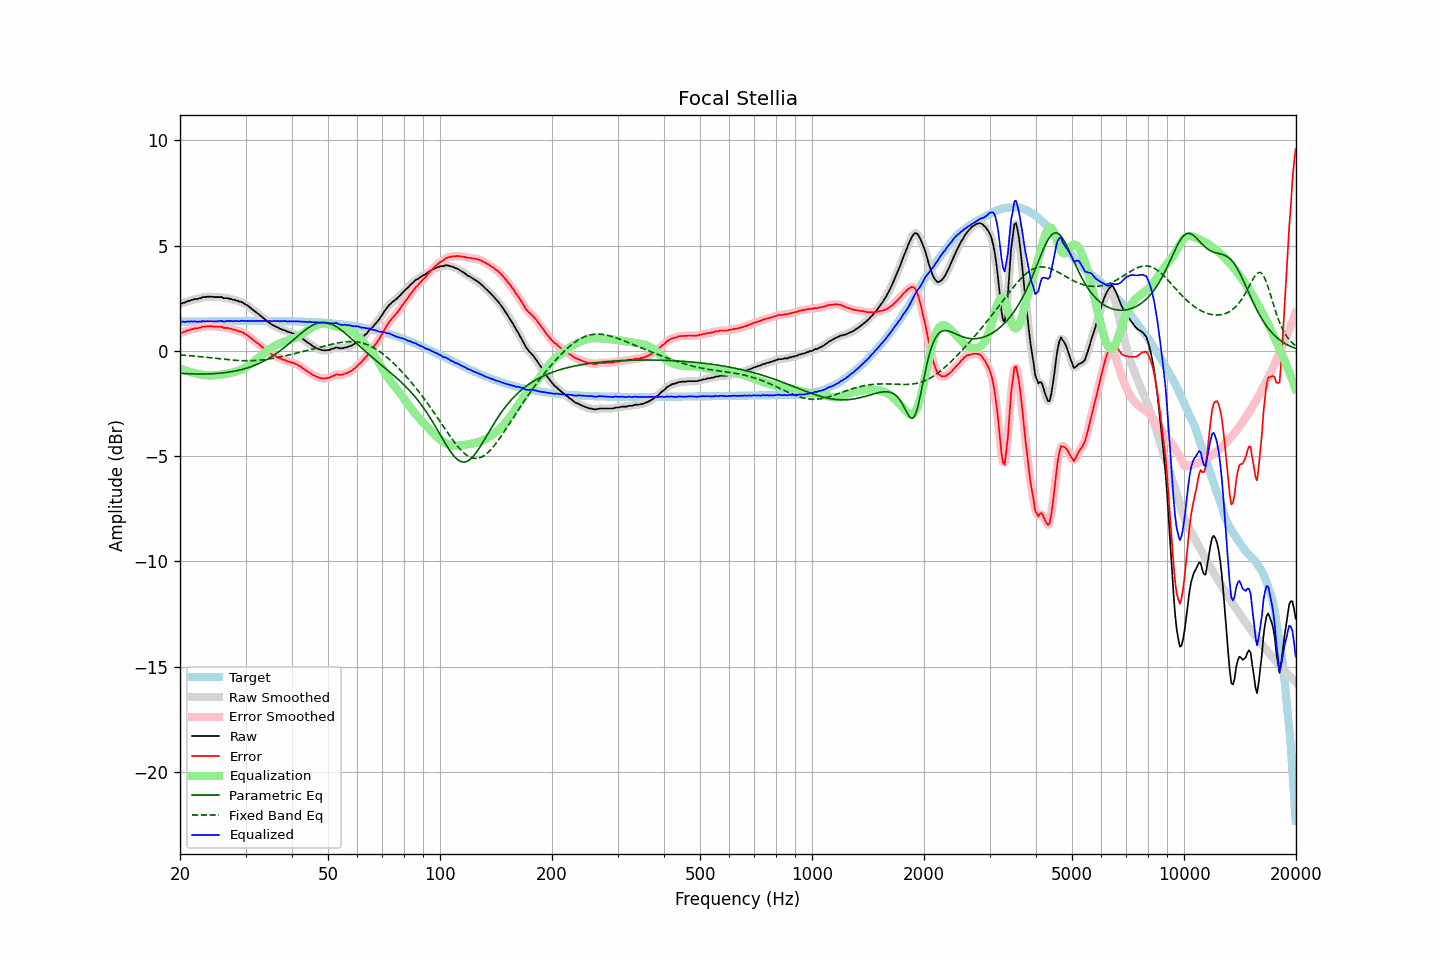 Focal Stellia
10
5
0
−5
−10
−15
−20
Amplitude (dBr)
Target
Raw Smoothed
Error Smoothed
Raw
Error
Equalization
Parametric Eq
Fixed Band Eq
Equalized
20 50 100 200 500 1000 2000 5000 10000 20000
Frequency (Hz)